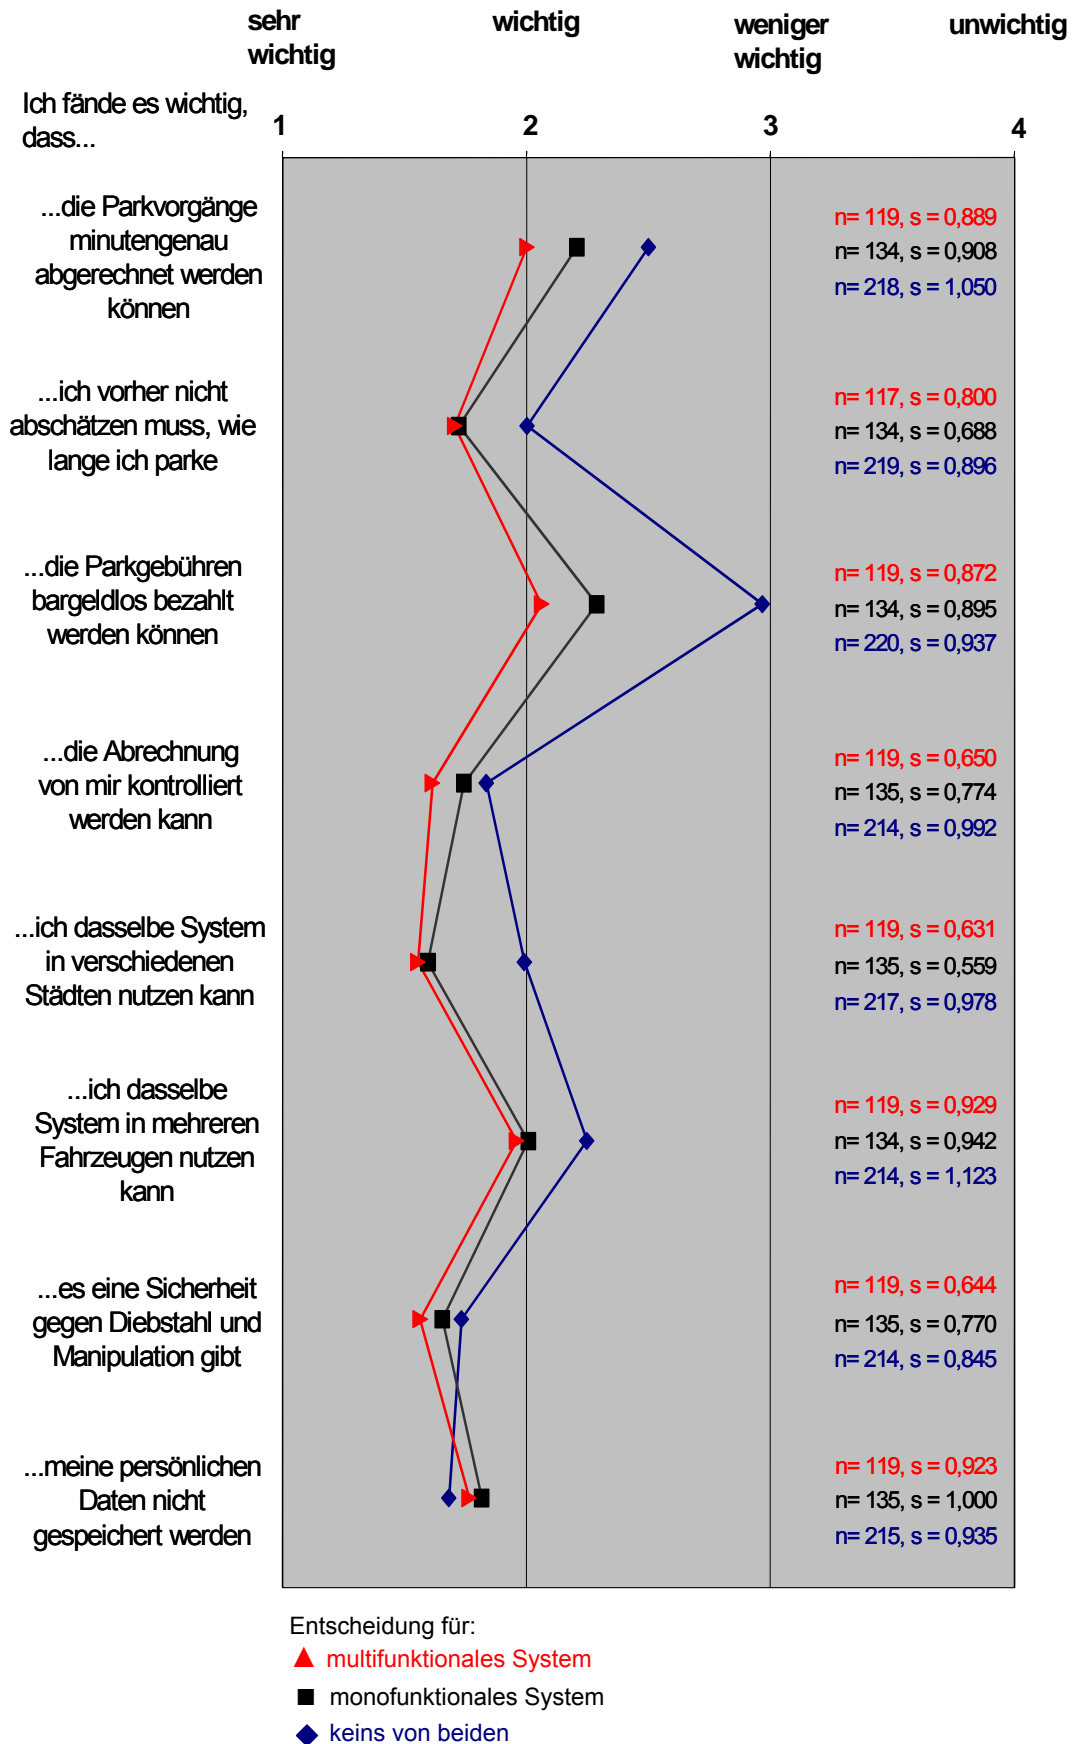 sehr
wichtig
wichtig
weniger
wichtig
unwichtig
Ich fände es wichtig,
dass...
1
2
3
4
...die Parkvorgänge
minutengenau
abgerechnet werden
können
n= 119, s = 0,889
n= 134, s = 0,908
n= 218, s = 1,050
...ich vorher nicht
abschätzen muss, wie
lange ich parke
n= 117, s = 0,800
n= 134, s = 0,688
n= 219, s = 0,896
...die Parkgebühren
bargeldlos bezahlt
werden können
n= 119, s = 0,872
n= 134, s = 0,895
n= 220, s = 0,937
...die Abrechnung
von mir kontrolliert
werden kann
n= 119, s = 0,650
n= 135, s = 0,774
n= 214, s = 0,992
...ich dasselbe System
in verschiedenen
Städten nutzen kann
n= 119, s = 0,631
n= 135, s = 0,559
n= 217, s = 0,978
...ich dasselbe
System in mehreren
Fahrzeugen nutzen
kann
n= 119, s = 0,929
n= 134, s = 0,942
n= 214, s = 1,123
...es eine Sicherheit
gegen Diebstahl und
Manipulation gibt
n= 119, s = 0,644
n= 135, s = 0,770
n= 214, s = 0,845
...meine persönlichen
Daten nicht
gespeichert werden
n= 119, s = 0,923
n= 135, s = 1,000
n= 215, s = 0,935
Entscheidung für:
multifunktionales System
monofunktionales System
keins von beiden